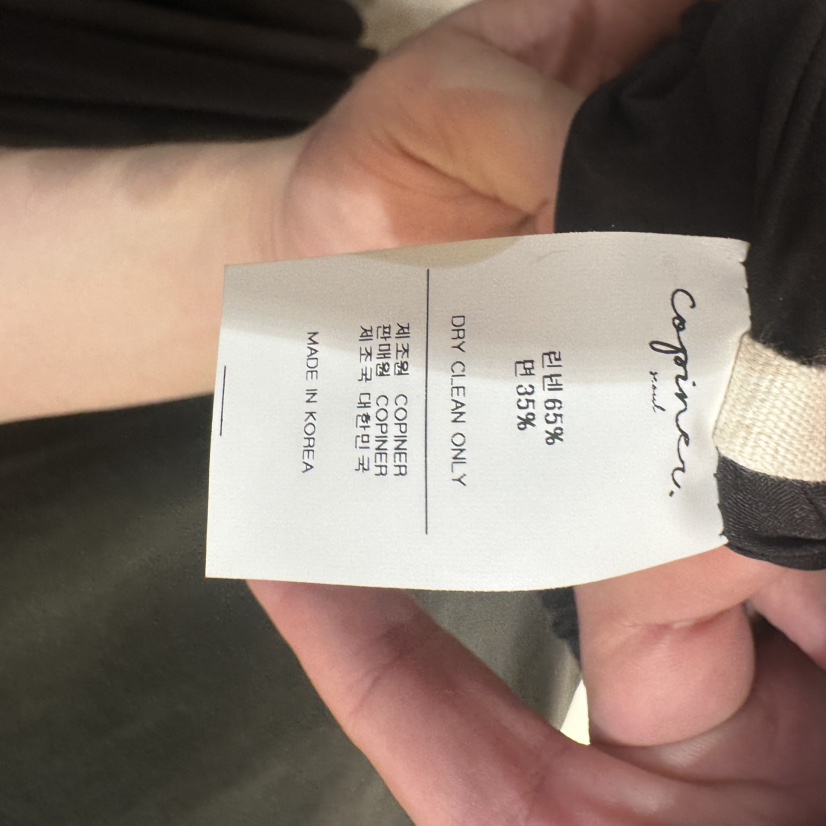 copiner.
seoul
린넨 65%
면 35%
DRY CLEAN ONLY
제조원 COPINER
판매원 COPINER
제조국 대한민국
MADE IN KOREA